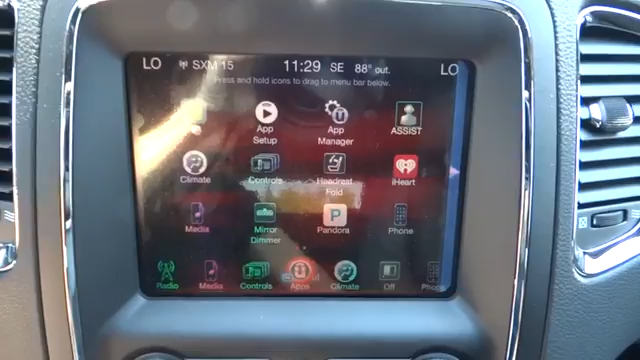 LO SXM 15 11:29 SE 88° out. LO
Press and hold icons to drag to menu bar below.
App Setup
App Manager
ASSIST
Climate
Controls
Headrest Fold
iHeart
Media
Mirror Dimmer
Pandora
Phone
Radio Media Controls Apps Climate Off Phone